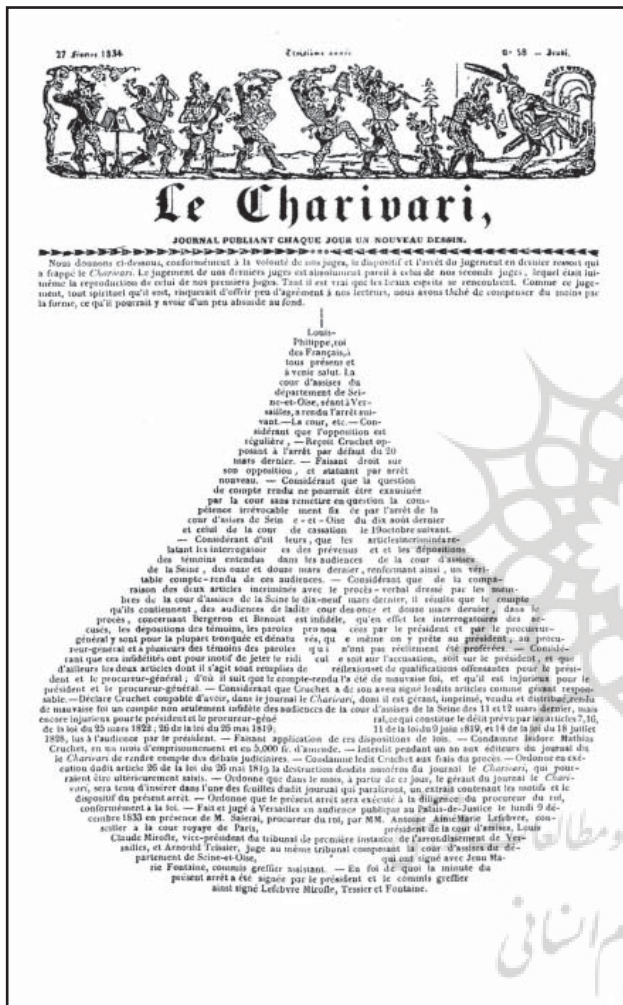 27 Février 1834.
Troisième année
N° 58 — Jeudi.
Le Charivari,
JOURNAL PUBLIANT CHAQUE JOUR UN NOUVEAU DESSIN.
Nous donnons ci-dessous, conformément à la volonté de nos juges, le dispositif et l'arrêt du jugement en dernier ressort qui
a frappé le Charivari. Le jugement de nos derniers juges est absolument pareil à celui de nos seconds juges, lequel était lui-
même la reproduction de celui de nos premiers juges. Tant il est vrai que les beaux esprits se rencontrent. Comme ce juge-
ment, tout spirituel qu'il est, risquerait d'offrir peu d'agrément à nos lecteurs, nous avons tâché de compenser du moins par
la forme, ce qu'il pourrait y avoir d'un peu absurde au fond.
Louis-
Philippe, roi
des Français, à
tous présens et
à venir salut. La
cour d'assises du
département de Sei-
ne-et-Oise, séant à Ver-
sailles, a rendu l'arrêt sui-
vant.—La cour, etc.—Con-
sidérant que l'opposition est
régulière, — Reçoit Cruchet op-
posant à l'arrêt par défaut du 20
mars dernier. — Faisant droit sur
son opposition, et statuant par arrêt
nouveau. — Considérant que la question
de compte rendu ne pourrait être examinée
par la cour sans remettre en question la com-
pétence irrévocable ment fix ée par l'arrêt de la
cour d'assises de Sein e-et-Oise du dix août dernier
et celui de la cour de cassation le 19 octobre suivant.
— Considérant d'ail leurs, que les articles incriminés re-
latant les interrogatoir es des prévenus et et les dépositions
des témoins entendus dans les audiences de la cour d'assises
de la Seine, des onze et douze mars dernier, renferment ainsi, un véri-
table compte-rendu de ces audiences. — Considérant que de la compa-
raison des deux articles incriminés avec le procès-verbal dressé par les mem-
bres de la cour d'assises de la Seine le dix-neuf mars dernier, il résulte que le compte
qu'ils contiennent, des audiences de ladite cour des onze et douze mars dernier, dans le
procès, concernant Bergeron et Benoist est infidèle, qu'en effet les interrogatoires des ac-
cusés, les dépositions des témoins, les paroles pro nou cées par le président et par le procureur-
général y sont pour la plupart tronquée et dénatu rés, qu e même on y prête au président, au procu-
reur-general et a plusieurs des témoins des paroles qui n'ont pas réellement été proférées. — Considé-
rant que ces infidélités ont pour motif de jeter le ridi cul e soit sur l'accusation, soit sur le président, et que
d'ailleurs les deux articles dont il s'agit sont remplies de réflexions et de qualifications offensantes pour le prési-
dent et le procureur-général; d'où il suit que le compte-rendu l'a été de mauvaise foi, et qu'il est injurieux pour le
président et le procureur-général. — Considérant que Cruchet a de son aveu signé lesdits articles comme gérant respon-
sable.—Déclare Cruchet coupable d'avoir, dans le journal le Charivari, dont il est gérant, imprimé, vendu et distribué, rendu
de mauvaise foi un compte non seulement infidèle des audiences de la cour d'assises de la Seine des 11 et 12 mars dernier, mais
encore injurieux pour le président et le procureur-géné ral, ce qui constitue le délit prévu par les articles 7, 16,
de la loi du 25 mars 1822; 26 de la loi du 26 mai 1819; 11 de la loi du 9 juin 1819, et 14 de la loi du 18 juillet
1828, lus à l'audience par le président. — Faisant application de ces dispositions de lois. — Condamne Isidore Mathias
Cruchet, en un mois d'emprisonnement et en 5,000 fr. d'amende. — Interdit pendant un an aux éditeurs du journal dit
le Charivari de rendre compte des débats judiciaires. — Condamne ledit Cruchet aux frais du procès. — Ordonne en exé-
cution dudit article 26 de la loi du 26 mai 1819 la destruction desdits numéros du journal le Charivari, qui pour-
raient être ultérieurement saisis. — Ordonne que dans le mois, à partir de ce jour, le gérant du journal le Chari-
vari, sera tenu d'insérer dans l'une des feuilles dudit journal qui paraîtront, un extrait contenant les motifs et le
dispositif du présent arrêt. — Ordonne que le présent arrêt sera exécuté à la diligence du procureur du roi,
conformément à la loi. — Fait et jugé à Versailles en audience publique au Palais-de-Justice le lundi 9 dé-
cembre 1833 en présence de M. Salerai, procureur du roi, par MM. Antoine Aimé Marie Lefebvre, con-
seiller à la cour royaye de Paris, président de la cour d'assises, Louis
Claude Mirofle, vice-président du tribunal de première instance de l'arrondissement de Ver-
sailles, et Arnould Teissier, juge au même tribunal composant la cour d'assises du dé-
partement de Seine-et-Oise, qui ont signé avec Jean Ma-
rie Fontaine, commis greffier assistant. — En foi de quoi la minute du
présent arrêt a été signée par le président et le commis greffier
ainsi signé Lefebvre Mirofle, Tessier et Fontaine.